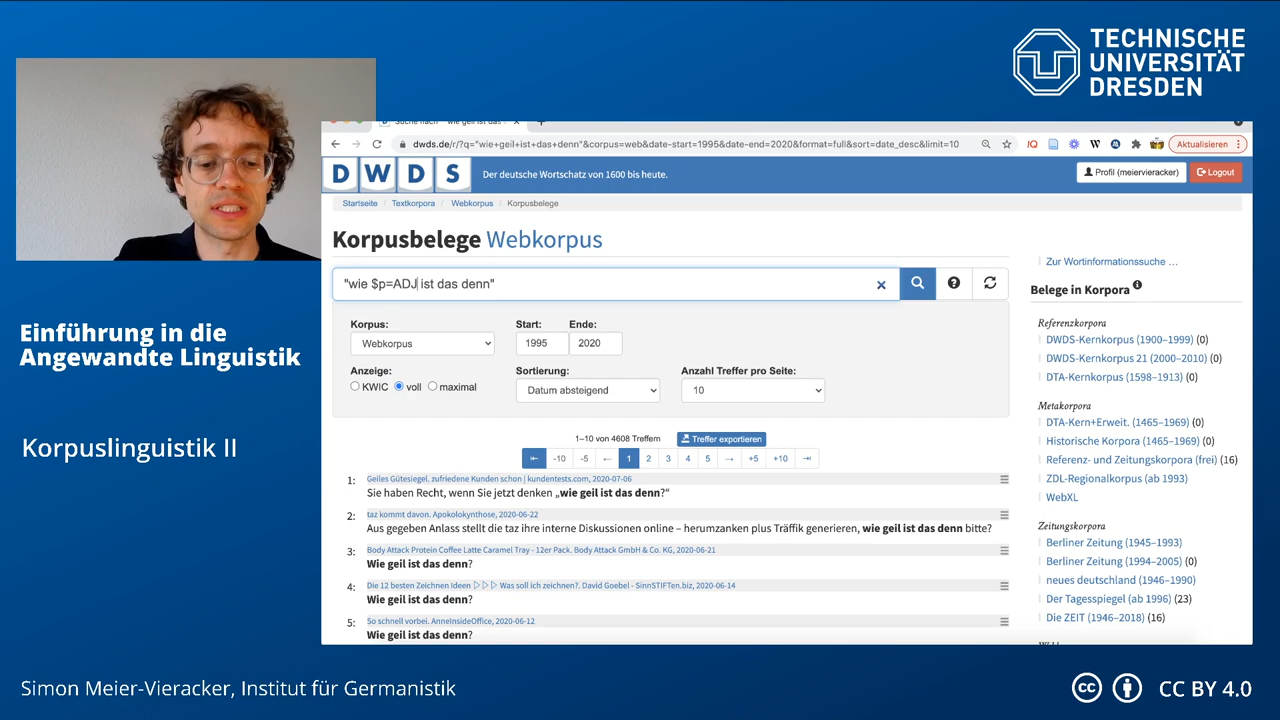 TECHNISCHE
UNIVERSITÄT
DRESDEN
dwds.de/r/?q="wie+geil+ist+das+denn"&corpus=web&date-start=1995&date-end=2020&format=full&sort=date_desc&limit=10
Aktualisieren
D W D S
Der deutsche Wortschatz von 1600 bis heute.
Profil (meiervieracker)
Logout
Startseite / Textkorpora / Webkorpus / Korpusbelege
Korpusbelege Webkorpus
"wie $p=ADJ ist das denn"
Korpus:
Start:
Ende:
Webkorpus
1995
2020
Anzeige:
Sortierung:
Anzahl Treffer pro Seite:
KWIC voll maximal
Datum absteigend
10
1–10 von 4608 Treffern
Treffer exportieren
⇤ -10 -5 ← 1 2 3 4 5 → +5 +10 ⇥
1: Geiles Gütesiegel. zufriedene Kunden schon | kundentests.com, 2020-07-06
Sie haben Recht, wenn Sie jetzt denken „wie geil ist das denn?“
2: taz kommt davon. Apokolokynthose, 2020-06-22
Aus gegeben Anlass stellt die taz ihre interne Diskussionen online – herumzanken plus Träffik generieren, wie geil ist das denn bitte?
3: Body Attack Protein Coffee Latte Caramel Tray - 12er Pack. Body Attack GmbH & Co. KG, 2020-06-21
Wie geil ist das denn?
4: Die 12 besten Zeichnen Ideen ▷▷▷ Was soll ich zeichnen?. David Goebel - SinnSTIFTen.biz, 2020-06-14
Wie geil ist das denn?
5: So schnell vorbei. AnneInsideOffice, 2020-06-12
Wie geil ist das denn?
Zur Wortinformationssuche …
Belege in Korpora
Referenzkorpora
DWDS-Kernkorpus (1900–1999) (0)
DWDS-Kernkorpus 21 (2000–2010) (0)
DTA-Kernkorpus (1598–1913) (0)
Metakorpora
DTA-Kern+Erweit. (1465–1969) (0)
Historische Korpora (1465–1969) (0)
Referenz- und Zeitungskorpora (frei) (16)
ZDL-Regionalkorpus (ab 1993)
WebXL
Zeitungskorpora
Berliner Zeitung (1945–1993)
Berliner Zeitung (1994–2005) (0)
neues deutschland (1946–1990)
Der Tagesspiegel (ab 1996) (23)
Die ZEIT (1946–2018) (16)
Einführung in die
Angewandte Linguistik
Korpuslinguistik II
Simon Meier-Vieracker, Institut für Germanistik
cc CC BY 4.0